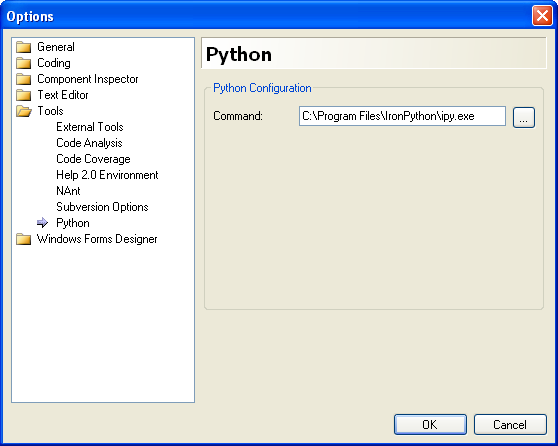 Options
General
Coding
Component Inspector
Text Editor
Tools
External Tools
Code Analysis
Code Coverage
Help 2.0 Environment
NAnt
Subversion Options
Python
Windows Forms Designer
Python
Python Configuration
Command: C:\Program Files\IronPython\ipy.exe ...
OK Cancel